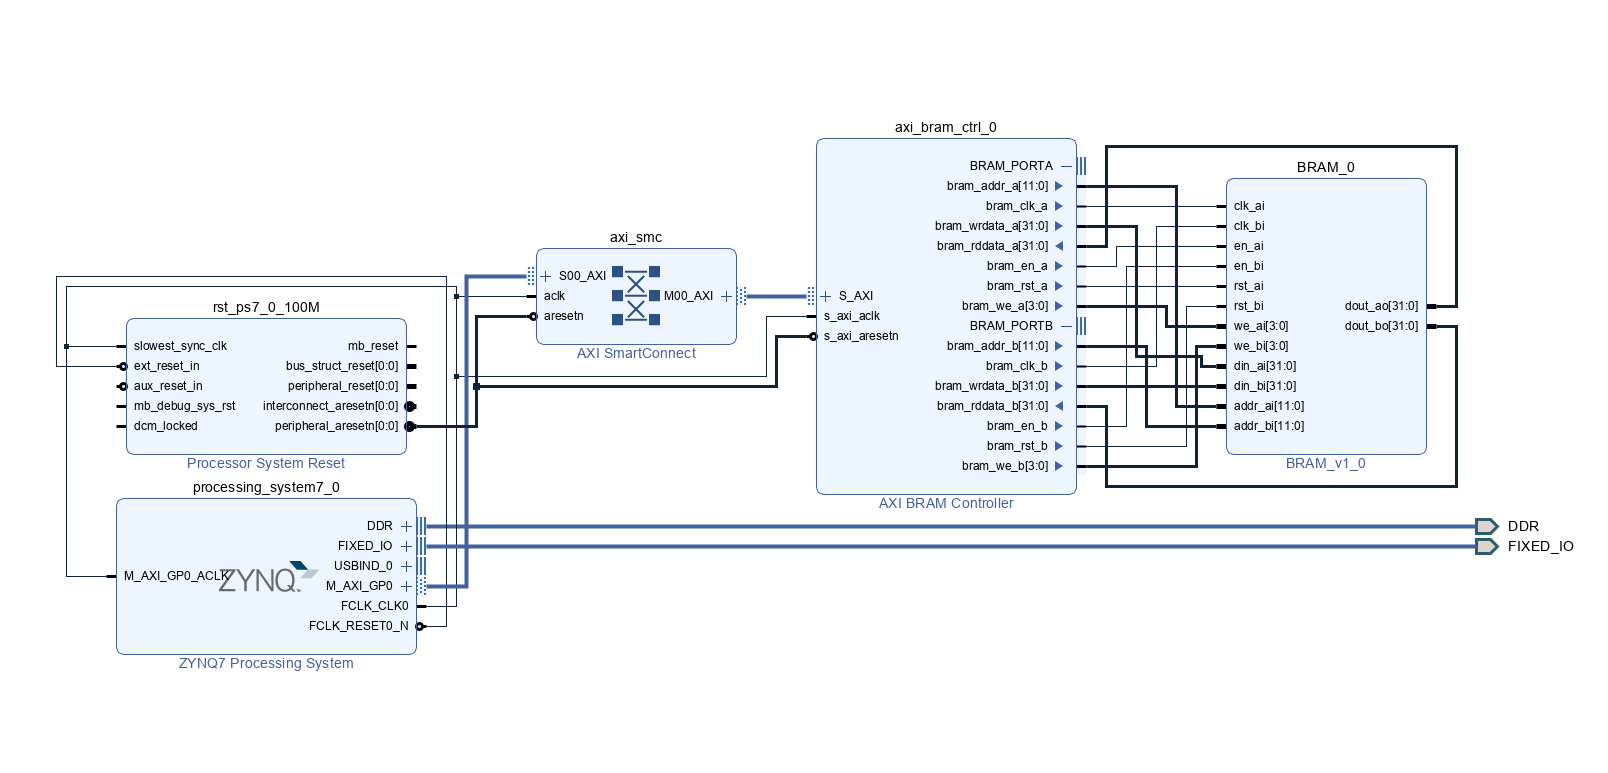 axi_bram_ctrl_0
BRAM_PORTA
bram_addr_a[11:0]
bram_clk_a
bram_wrdata_a[31:0]
bram_rddata_a[31:0]
bram_en_a
bram_rst_a
bram_we_a[3:0]
BRAM_PORTB
bram_addr_b[11:0]
bram_clk_b
bram_wrdata_b[31:0]
bram_rddata_b[31:0]
bram_en_b
bram_rst_b
bram_we_b[3:0]
S_AXI
s_axi_aclk
s_axi_aresetn
AXI BRAM Controller
BRAM_0
clk_ai
clk_bi
en_ai
en_bi
rst_ai
rst_bi
we_ai[3:0]
we_bi[3:0]
din_ai[31:0]
din_bi[31:0]
addr_ai[11:0]
addr_bi[11:0]
dout_ao[31:0]
dout_bo[31:0]
BRAM_v1_0
axi_smc
S00_AXI
aclk
aresetn
M00_AXI
AXI SmartConnect
rst_ps7_0_100M
slowest_sync_clk
ext_reset_in
aux_reset_in
mb_debug_sys_rst
dcm_locked
mb_reset
bus_struct_reset[0:0]
peripheral_reset[0:0]
interconnect_aresetn[0:0]
peripheral_aresetn[0:0]
Processor System Reset
processing_system7_0
M_AXI_GP0_ACLK
ZYNQ
DDR
FIXED_IO
USBIND_0
M_AXI_GP0
FCLK_CLK0
FCLK_RESET0_N
ZYNQ7 Processing System
DDR
FIXED_IO